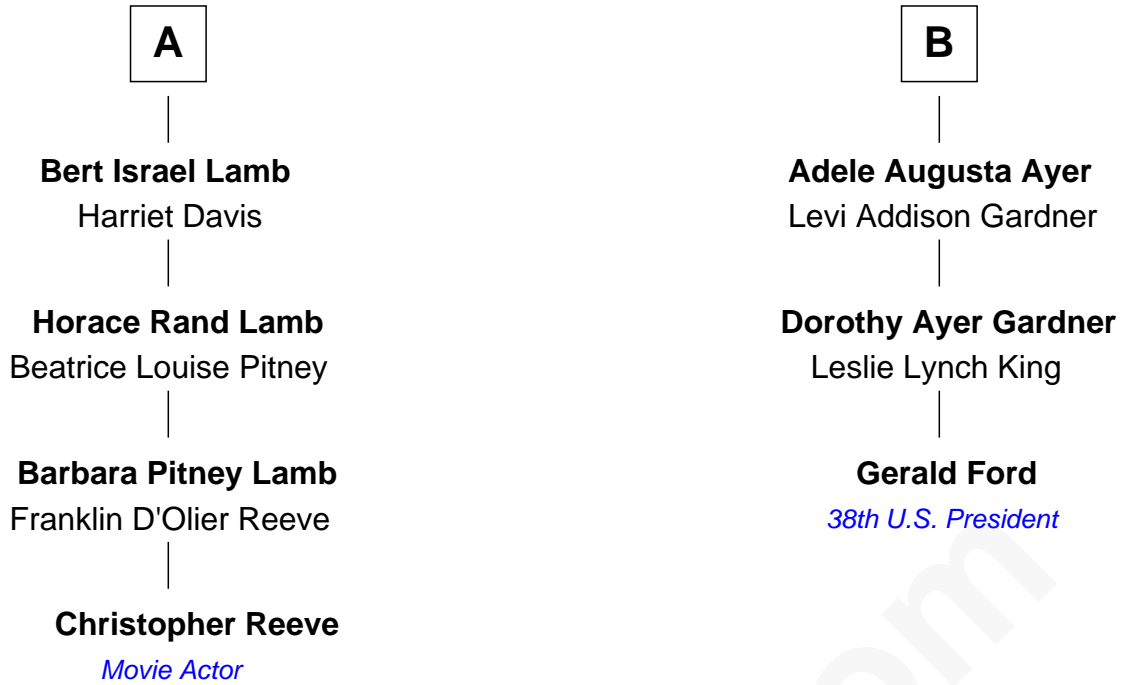 A
B
Bert Israel Lamb
Harriet Davis
Adele Augusta Ayer
Levi Addison Gardner
Horace Rand Lamb
Beatrice Louise Pitney
Dorothy Ayer Gardner
Leslie Lynch King
Barbara Pitney Lamb
Franklin D'Olier Reeve
Gerald Ford
38th U.S. President
Christopher Reeve
Movie Actor
om